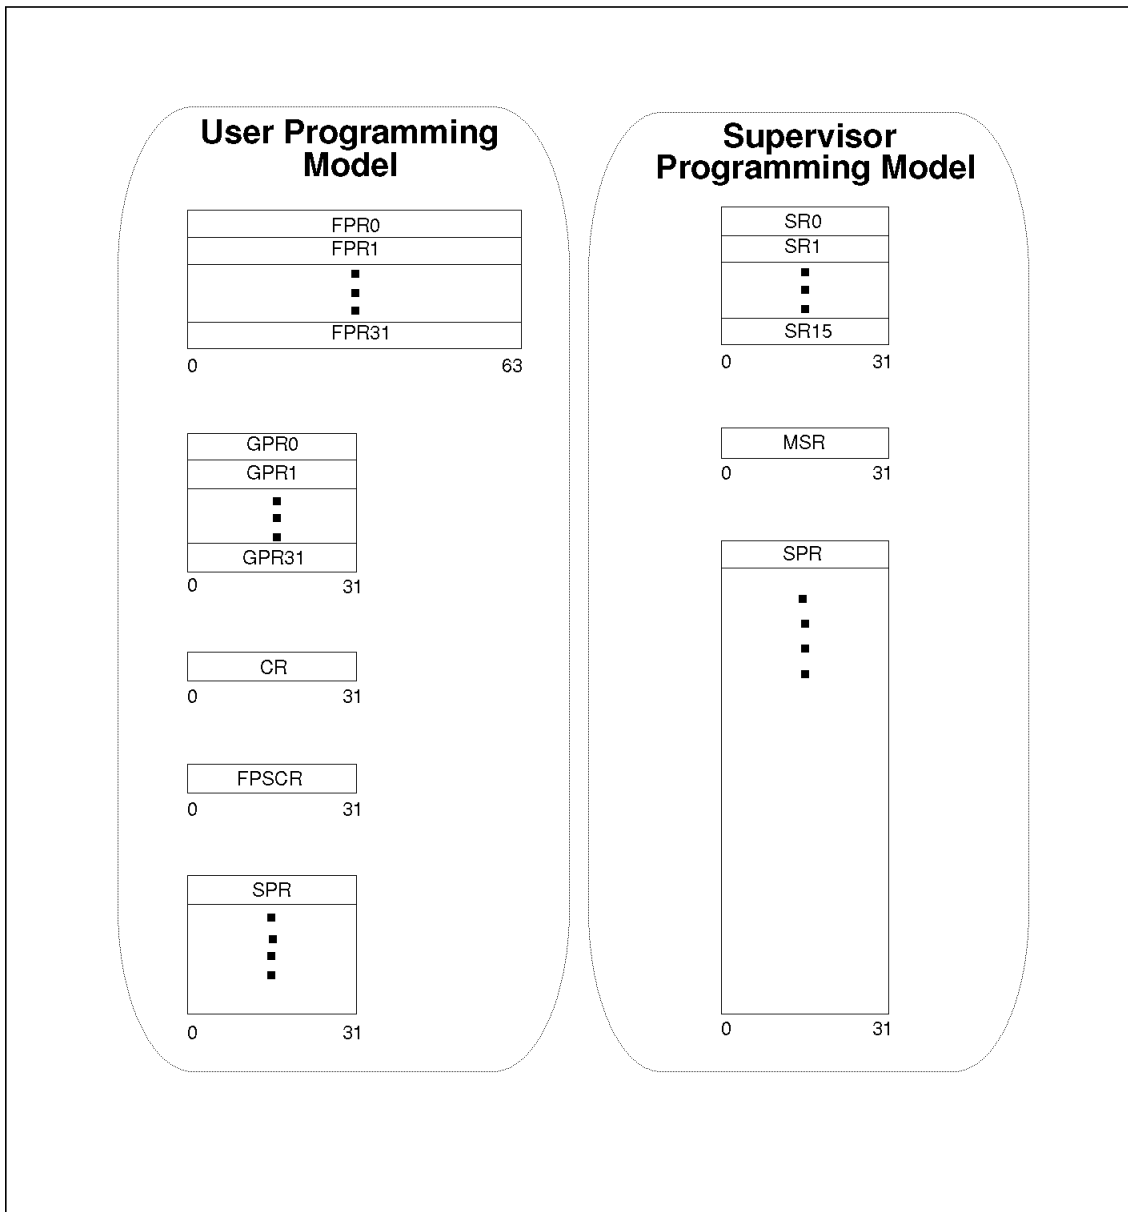 User Programming
Model
FPR0
FPR1
FPR31
0 63
GPR0
GPR1
GPR31
0 31
CR
0 31
FPSCR
0 31
SPR
0 31
Supervisor
Programming Model
SR0
SR1
SR15
0 31
MSR
0 31
SPR
0 31